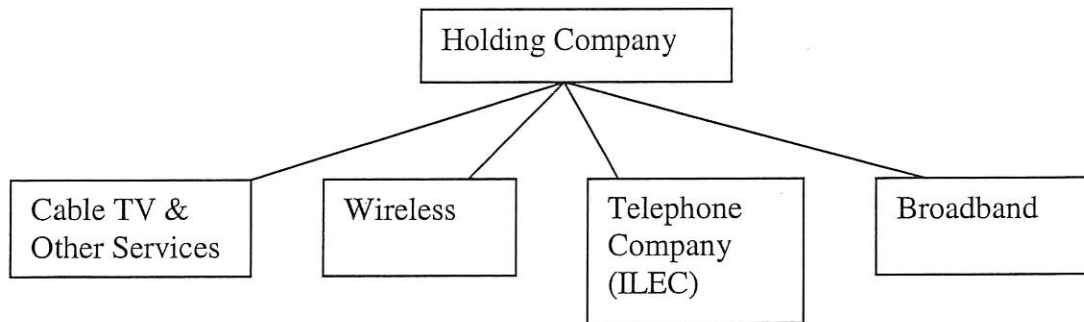 Holding Company
Cable TV &
Other Services
Wireless
Telephone
Company
(ILEC)
Broadband